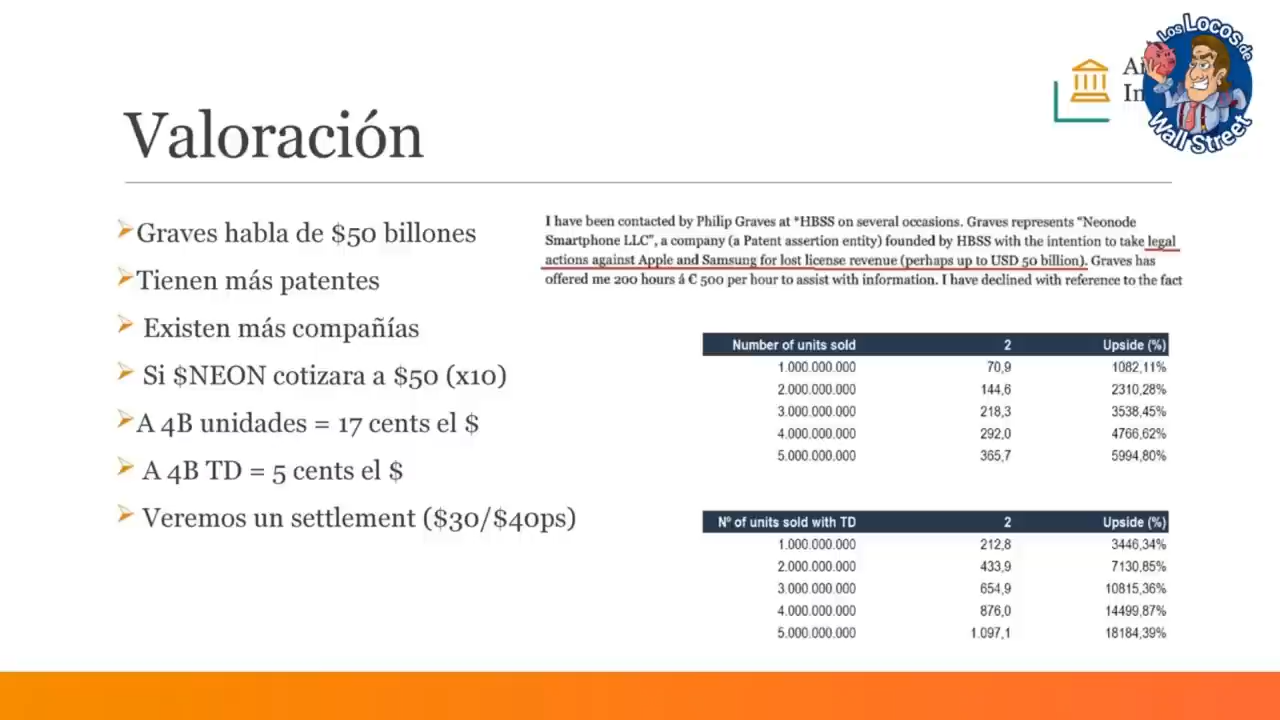 Los Locos de
Wall Street
Valoración
Graves habla de $50 billones
Tienen más patentes
Existen más compañías
Si $NEON cotizara a $50 (x10)
A 4B unidades = 17 cents el $
A 4B TD = 5 cents el $
Veremos un settlement ($30/$40ps)
I have been contacted by Philip Graves at *HBSS on several occasions. Graves represents “Neonode
Smartphone LLC”, a company (a Patent assertion entity) founded by HBSS with the intention to take legal
actions against Apple and Samsung for lost license revenue (perhaps up to USD 50 billion). Graves has
offered me 200 hours á € 500 per hour to assist with information. I have declined with reference to the fact
Number of units sold 2 Upside (%)
1.000.000.000 70,9 1082,11%
2.000.000.000 144,6 2310,28%
3.000.000.000 218,3 3538,45%
4.000.000.000 292,0 4766,62%
5.000.000.000 365,7 5994,80%
Nº of units sold with TD 2 Upside (%)
1.000.000.000 212,8 3446,34%
2.000.000.000 433,9 7130,85%
3.000.000.000 654,9 10815,36%
4.000.000.000 876,0 14499,87%
5.000.000.000 1.097,1 18184,39%